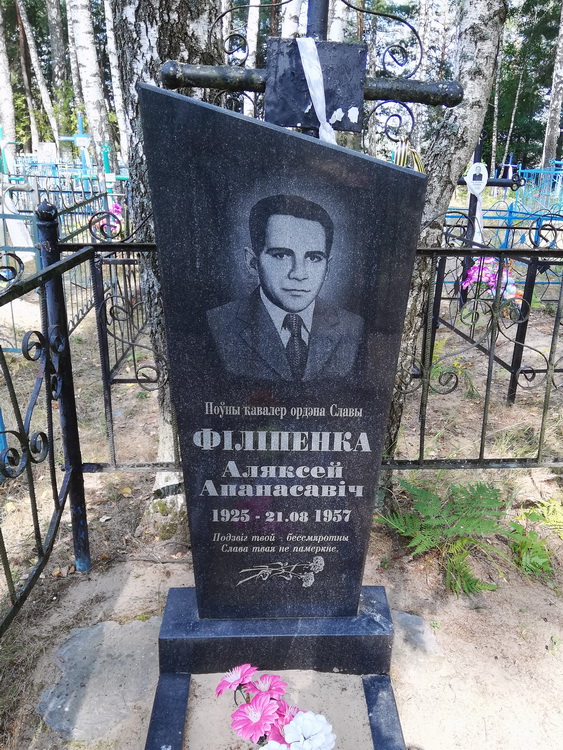 Поўны кавалер ордэна Славы
ФІЛІПЕНКА
Аляксей
Апанасавіч
1925 - 21.08 1957
Подзвіг твой - бессмяротны
Слава твая не памеркне.